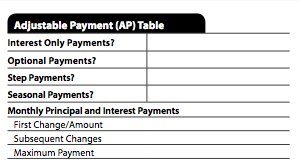 Adjustable Payment (AP) Table
Interest Only Payments?
Optional Payments?
Step Payments?
Seasonal Payments?
Monthly Principal and Interest Payments
First Change/Amount
Subsequent Changes
Maximum Payment